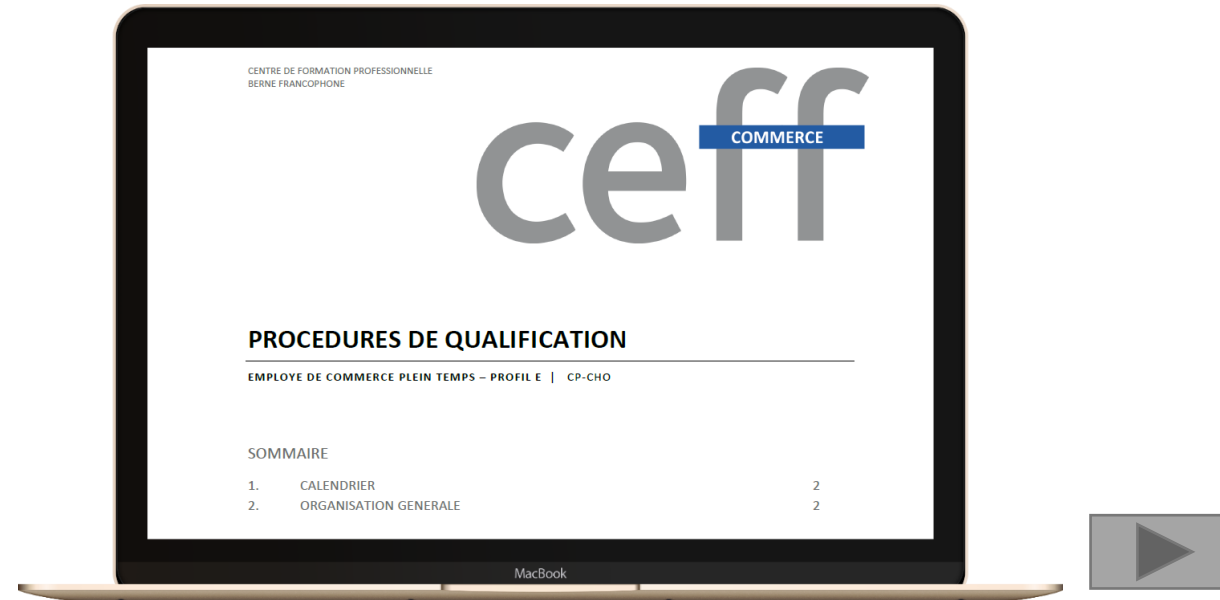 CENTRE DE FORMATION PROFESSIONNELLE
BERNE FRANCOPHONE
ceff
COMMERCE
PROCEDURES DE QUALIFICATION
EMPLOYE DE COMMERCE PLEIN TEMPS – PROFIL E | CP-CHO
SOMMAIRE
1. CALENDRIER 2
2. ORGANISATION GENERALE 2
MacBook